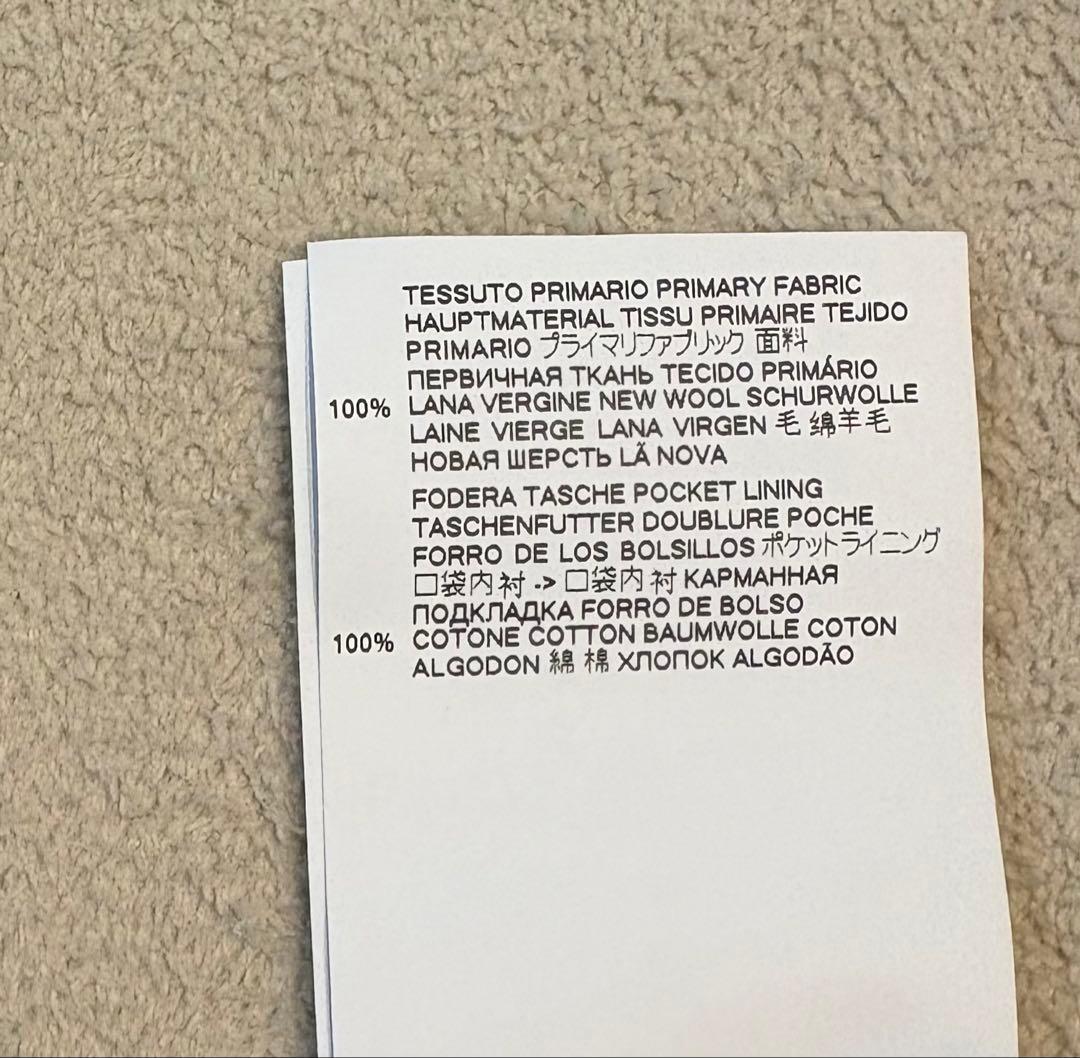 TESSUTO PRIMARIO PRIMARY FABRIC
HAUPTMATERIAL TISSU PRIMAIRE TEJIDO
PRIMARIO プライマリファブリック 面料
ПЕРВИЧНАЯ ТКАНЬ TECIDO PRIMÁRIO
100% LANA VERGINE NEW WOOL SCHURWOLLE
LAINE VIERGE LANA VIRGEN 毛 绵羊毛
НОВАЯ ШЕРСТЬ LÃ NOVA
FODERA TASCHE POCKET LINING
TASCHENFUTTER DOUBLURE POCHE
FORRO DE LOS BOLSILLOS ポケットライニング
口袋内衬 -> 口袋内衬 КАРМАННАЯ
ПОДКЛАДКА FORRO DE BOLSO
100% COTONE COTTON BAUMWOLLE COTON
ALGODON 綿 棉 ХЛОПОК ALGODÃO